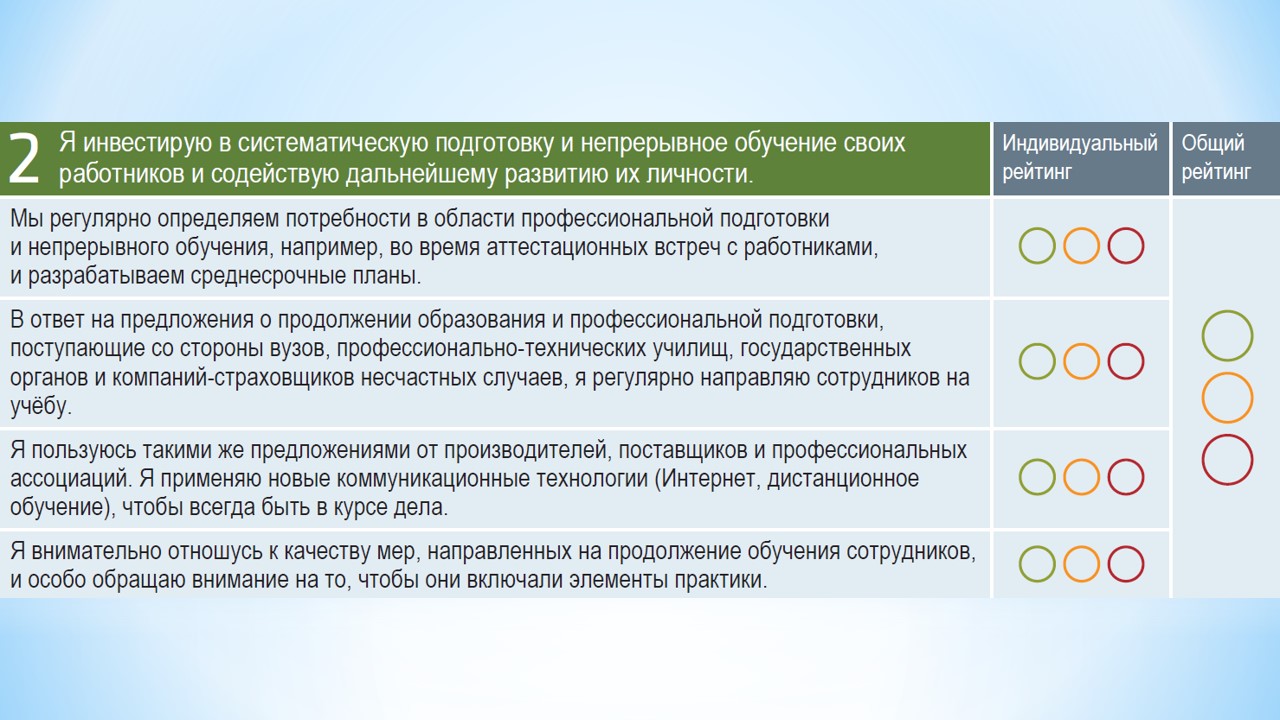 2
Я инвестирую в систематическую подготовку и непрерывное обучение своих
работников и содействую дальнейшему развитию их личности.
Индивидуальный
рейтинг
Общий
рейтинг
Мы регулярно определяем потребности в области профессиональной подготовки
и непрерывного обучения, например, во время аттестационных встреч с работниками,
и разрабатываем среднесрочные планы.
В ответ на предложения о продолжении образования и профессиональной подготовки,
поступающие со стороны вузов, профессионально-технических училищ, государственных
органов и компаний-страховщиков несчастных случаев, я регулярно направляю сотрудников на
учёбу.
Я пользуюсь такими же предложениями от производителей, поставщиков и профессиональных
ассоциаций. Я применяю новые коммуникационные технологии (Интернет, дистанционное
обучение), чтобы всегда быть в курсе дела.
Я внимательно отношусь к качеству мер, направленных на продолжение обучения сотрудников,
и особо обращаю внимание на то, чтобы они включали элементы практики.